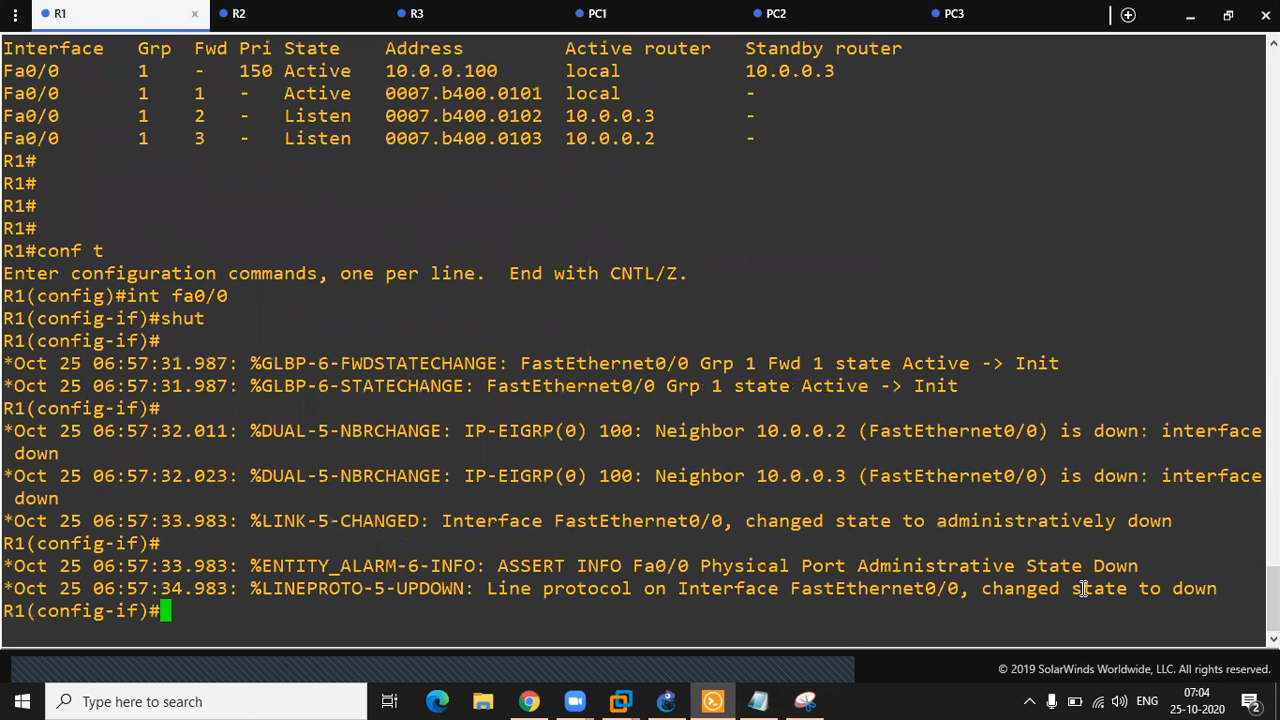 R1
R2
R3
PC1
PC2
PC3
Interface Grp Fwd Pri State Address Active router Standby router
Fa0/0 1 - 150 Active 10.0.0.100 local 10.0.0.3
Fa0/0 1 1 - Active 0007.b400.0101 local -
Fa0/0 1 2 - Listen 0007.b400.0102 10.0.0.3 -
Fa0/0 1 3 - Listen 0007.b400.0103 10.0.0.2 -
R1#
R1#
R1#
R1#
R1#conf t
Enter configuration commands, one per line. End with CNTL/Z.
R1(config)#int fa0/0
R1(config-if)#shut
R1(config-if)#
*Oct 25 06:57:31.987: %GLBP-6-FWDSTATECHANGE: FastEthernet0/0 Grp 1 Fwd 1 state Active -> Init
*Oct 25 06:57:31.987: %GLBP-6-STATECHANGE: FastEthernet0/0 Grp 1 state Active -> Init
R1(config-if)#
*Oct 25 06:57:32.011: %DUAL-5-NBRCHANGE: IP-EIGRP(0) 100: Neighbor 10.0.0.2 (FastEthernet0/0) is down: interface
down
*Oct 25 06:57:32.023: %DUAL-5-NBRCHANGE: IP-EIGRP(0) 100: Neighbor 10.0.0.3 (FastEthernet0/0) is down: interface
down
*Oct 25 06:57:33.983: %LINK-5-CHANGED: Interface FastEthernet0/0, changed state to administratively down
R1(config-if)#
*Oct 25 06:57:33.983: %ENTITY_ALARM-6-INFO: ASSERT INFO Fa0/0 Physical Port Administrative State Down
*Oct 25 06:57:34.983: %LINEPROTO-5-UPDOWN: Line protocol on Interface FastEthernet0/0, changed state to down
R1(config-if)#
© 2019 SolarWinds Worldwide, LLC. All rights reserved.
Type here to search
ENG
07:04
25-10-2020
2